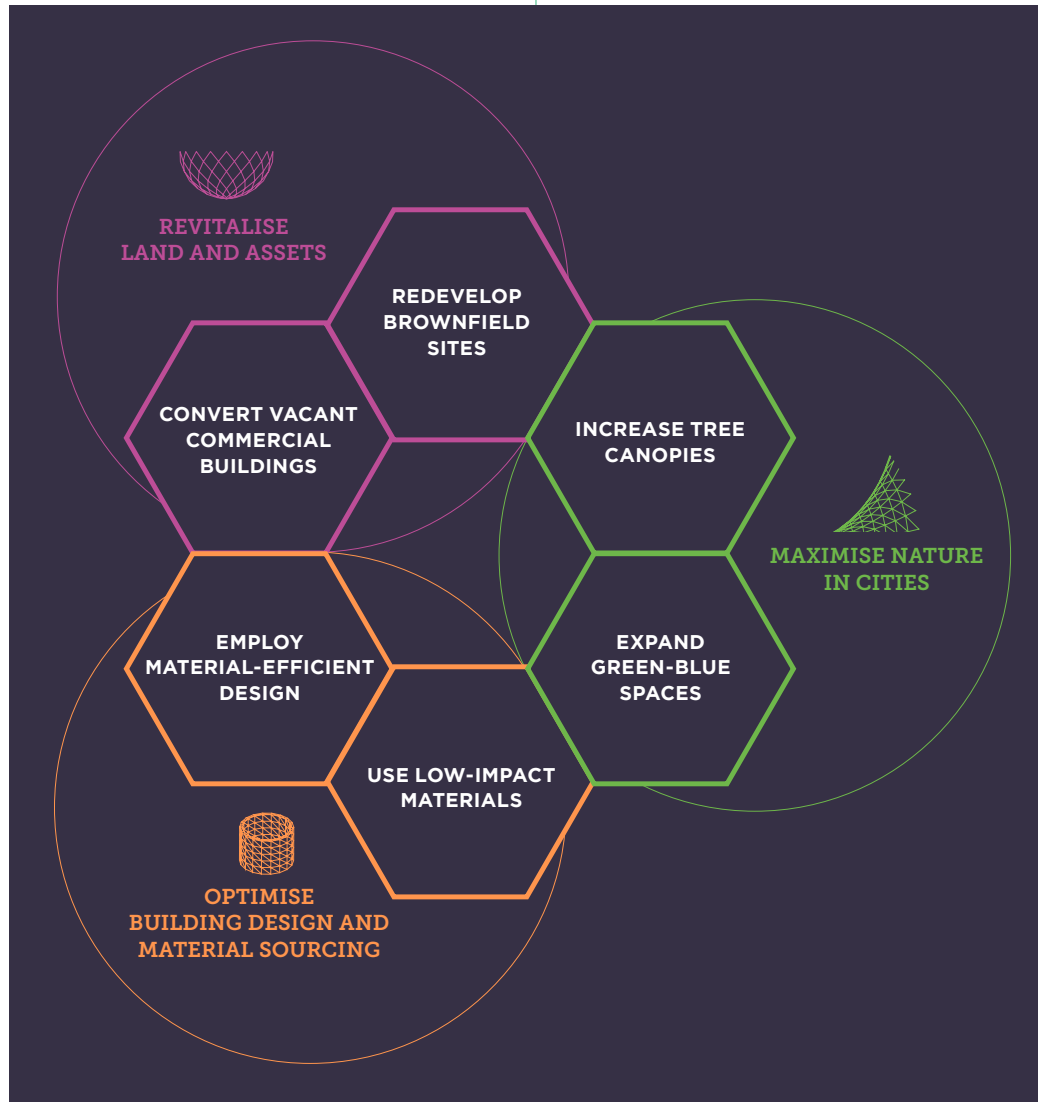 REVITALISE
LAND AND ASSETS
REDEVELOP
BROWNFIELD
SITES
CONVERT VACANT
COMMERCIAL
BUILDINGS
INCREASE TREE
CANOPIES
MAXIMISE NATURE
IN CITIES
EXPAND
GREEN-BLUE
SPACES
EMPLOY
MATERIAL-EFFICIENT
DESIGN
USE LOW-IMPACT
MATERIALS
OPTIMISE
BUILDING DESIGN AND
MATERIAL SOURCING